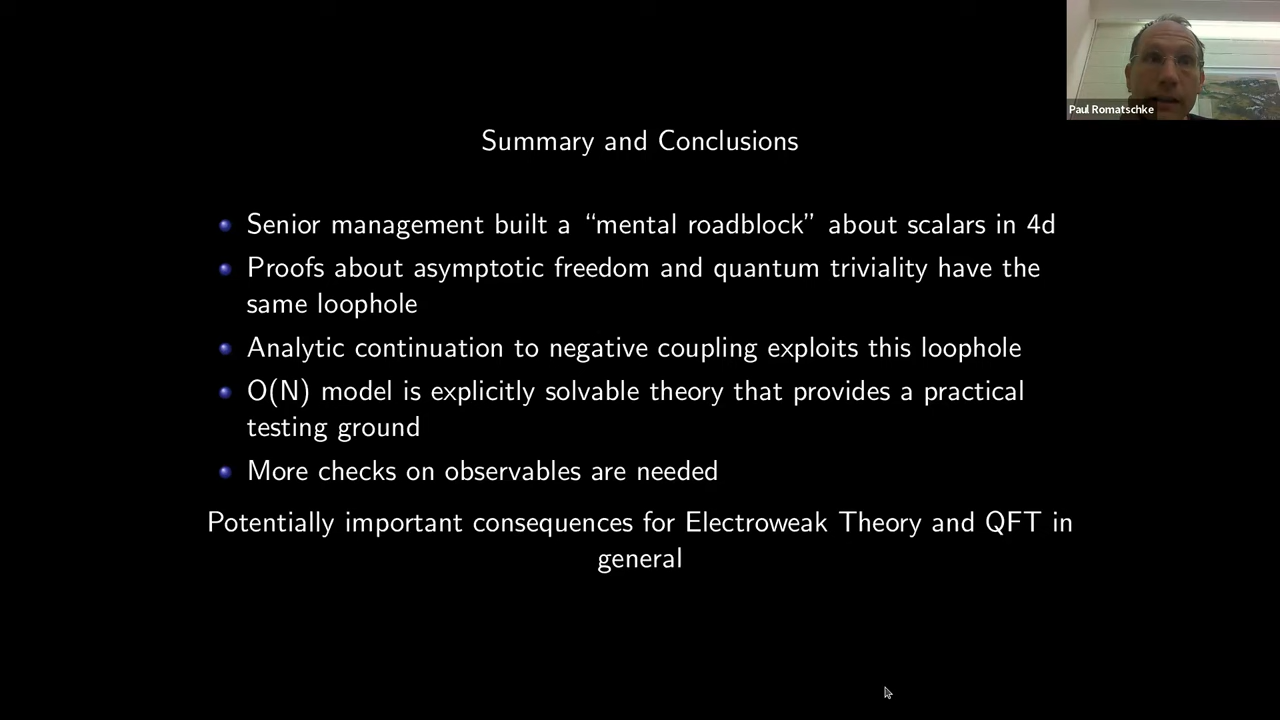 Paul Romatschke
Summary and Conclusions
Senior management built a “mental roadblock” about scalars in 4d
Proofs about asymptotic freedom and quantum triviality have the
same loophole
Analytic continuation to negative coupling exploits this loophole
O(N) model is explicitly solvable theory that provides a practical
testing ground
More checks on observables are needed
Potentially important consequences for Electroweak Theory and QFT in
general